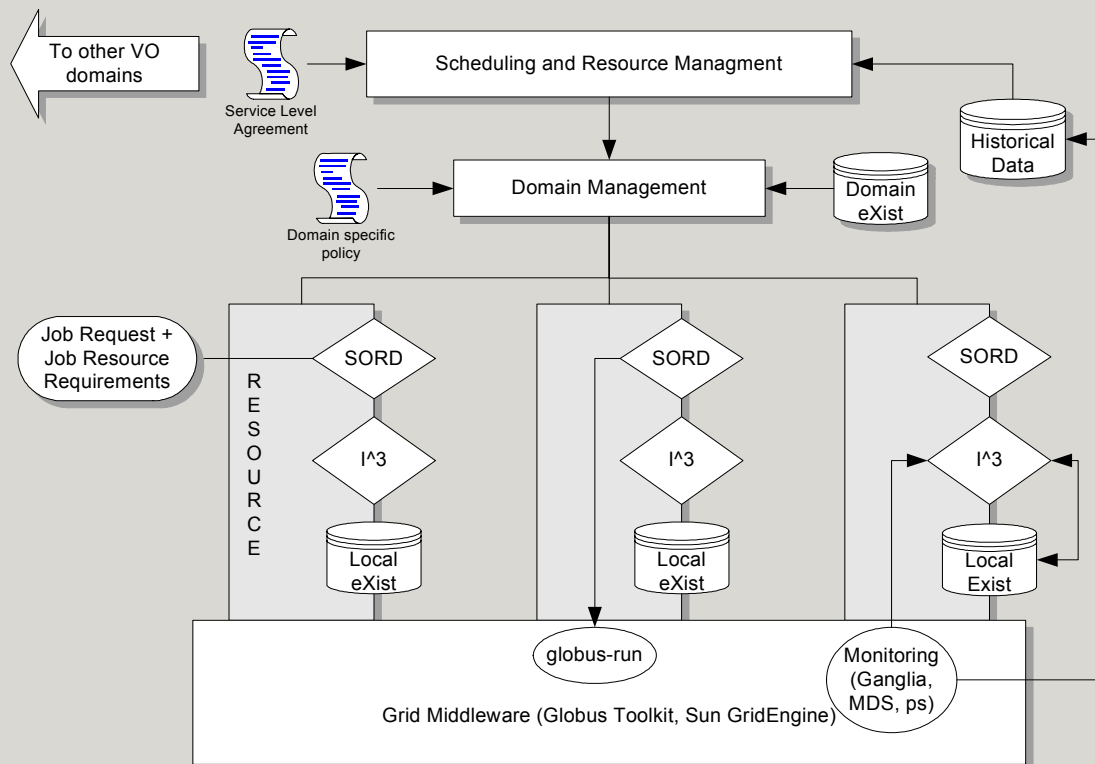 To other VO
domains
Service Level
Agreement
Scheduling and Resource Managment
Historical
Data
Domain specific
policy
Domain Management
Domain
eXist
Job Request +
Job Resource
Requirements
R
E
S
O
U
R
C
E
SORD
I^3
Local
eXist
SORD
I^3
Local
eXist
SORD
I^3
Local
Exist
globus-run
Monitoring
(Ganglia,
MDS, ps)
Grid Middleware (Globus Toolkit, Sun GridEngine)